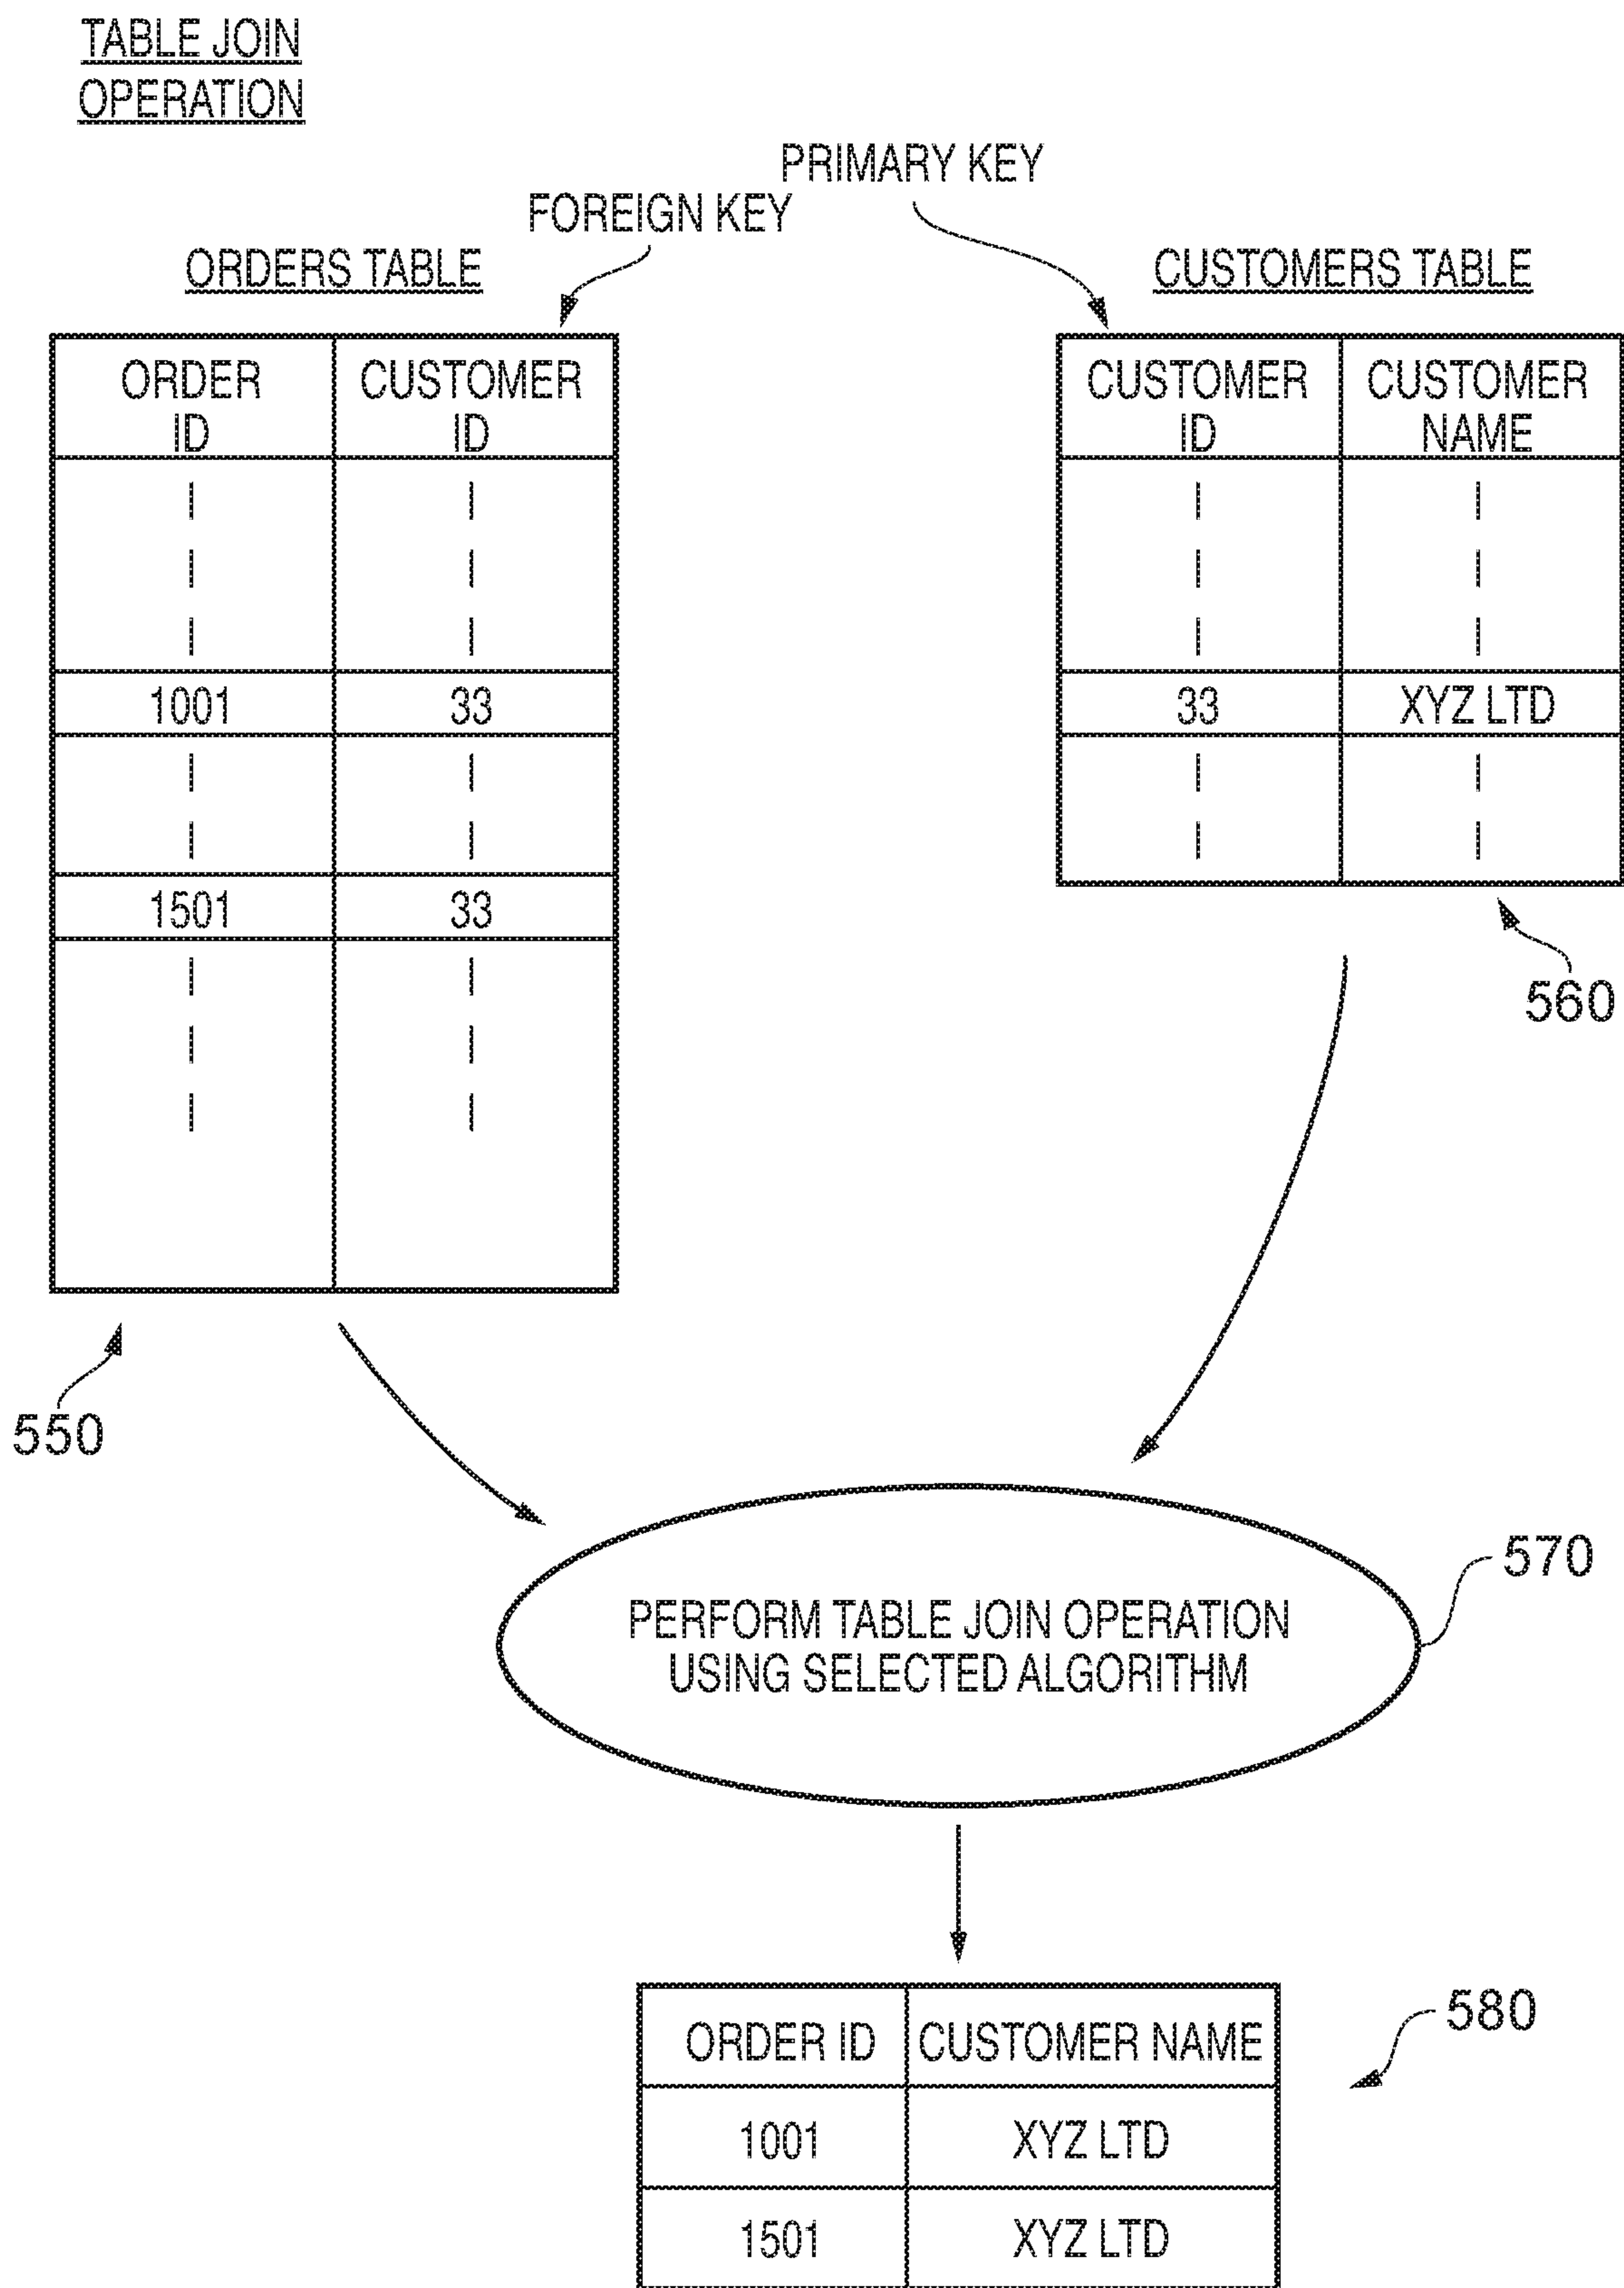 TABLE JOIN
OPERATION
PRIMARY KEY
FOREIGN KEY
ORDERS TABLE
CUSTOMERS TABLE
ORDER ID
CUSTOMER ID
CUSTOMER ID
CUSTOMER NAME
1001 33
33 XYZ LTD
1501 33
560
550
570
PERFORM TABLE JOIN OPERATION
USING SELECTED ALGORITHM
580
ORDER ID CUSTOMER NAME
1001 XYZ LTD
1501 XYZ LTD